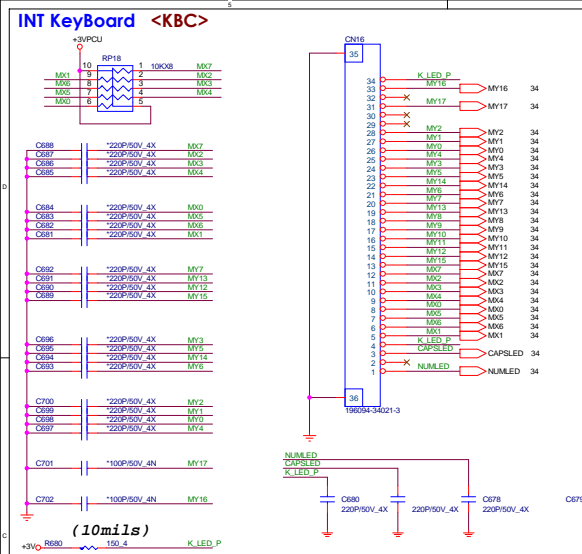 5
INT KeyBoard <KBC>
+3VPCU
RP18
10 1 10KX8 MX7
MX1 9 2 MX2
MX6 8 3 MX3
MX5 7 4 MX4
MX0 6 5
C688 *220P/50V_4X MX7
C687 *220P/50V_4X MX2
C686 *220P/50V_4X MX3
C685 *220P/50V_4X MX4
D
C684 *220P/50V_4X MX0
C683 *220P/50V_4X MX5
C682 *220P/50V_4X MX6
C681 *220P/50V_4X MX1
C692 *220P/50V_4X MY7
C691 *220P/50V_4X MY13
C690 *220P/50V_4X MY12
C689 *220P/50V_4X MY15
C696 *220P/50V_4X MY3
C695 *220P/50V_4X MY5
C694 *220P/50V_4X MY14
C693 *220P/50V_4X MY6
C700 *220P/50V_4X MY2
C699 *220P/50V_4X MY1
C698 *220P/50V_4X MY0
C697 *220P/50V_4X MY4
C701 *100P/50V_4N MY17
C702 *100P/50V_4N MY16
C
(10mils)
+3V R680 150_4 K_LED_P
CN16
35
34 K_LED_P
33 MY16 MY16 34
32
31 MY17 MY17 34
30
29
28 MY2 MY2 34
27 MY1 MY1 34
26 MY0 MY0 34
25 MY4 MY4 34
24 MY3 MY3 34
23 MY5 MY5 34
22 MY14 MY14 34
21 MY6 MY6 34
20 MY7 MY7 34
19 MY13 MY13 34
18 MY8 MY8 34
17 MY9 MY9 34
16 MY10 MY10 34
15 MY11 MY11 34
14 MY12 MY12 34
13 MY15 MY15 34
12 MX7 MX7 34
11 MX2 MX2 34
10 MX3 MX3 34
9 MX4 MX4 34
8 MX0 MX0 34
7 MX5 MX5 34
6 MX6 MX6 34
5 MX1 MX1 34
4 K_LED_P
3 CAPSLED CAPSLED 34
2
1 NUMLED NUMLED 34
36
196094-34021-3
NUMLED
CAPSLED
K_LED_P
C680 C678 C679
220P/50V_4X 220P/50V_4X 220P/50V_4X